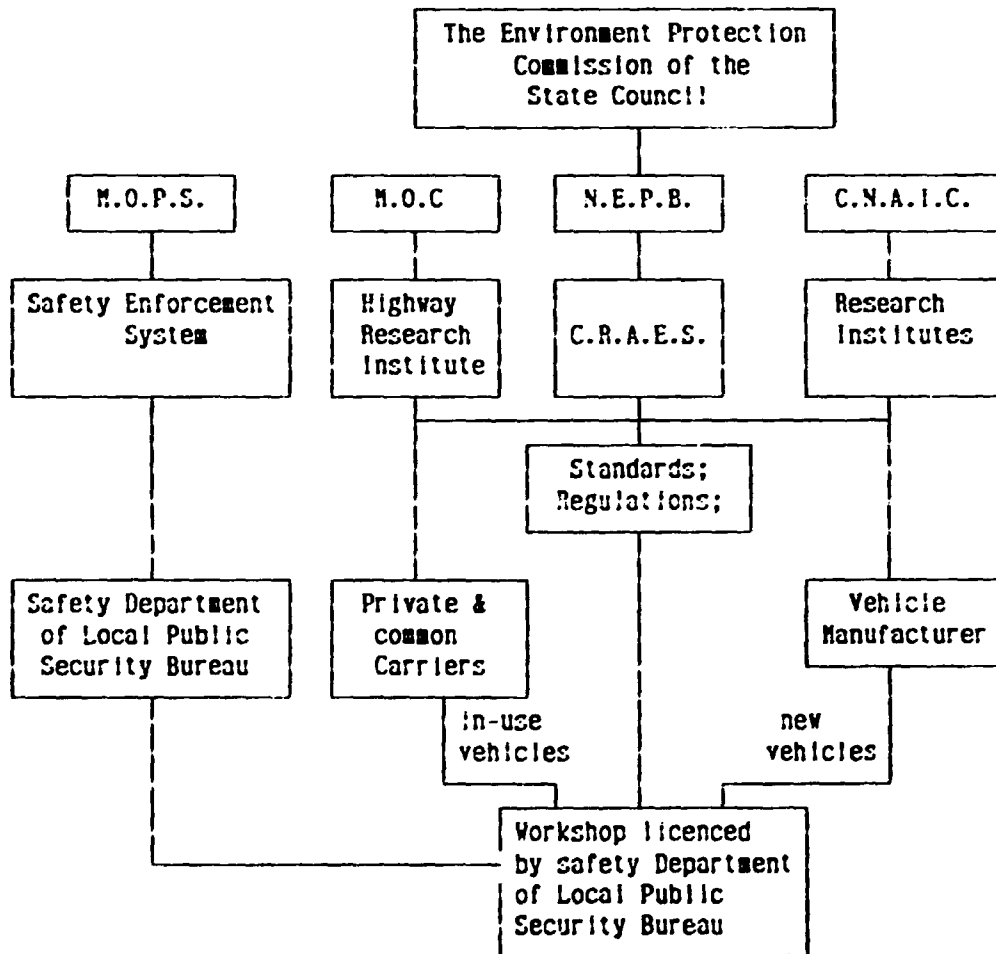 The Environment Protection
Commission of the
State Council!
M.O.P.S.
M.O.C
N.E.P.B.
C.N.A.I.C.
Safety Enforcement
System
Highway
Research
Institute
C.R.A.E.S.
Research
Institutes
Standards;
Regulations;
Safety Department
of Local Public
Security Bureau
Private &
common
Carriers
Vehicle
Manufacturer
in-use
vehicles
new
vehicles
Workshop licenced
by safety Department
of Local Public
Security Bureau